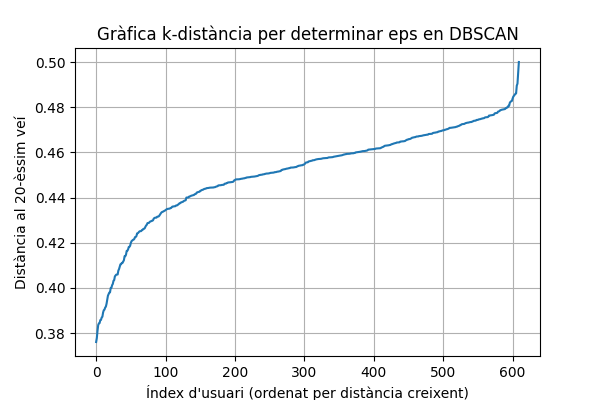 Gràfica k-distància per determinar eps en DBSCAN
0.50
0.48
0.46
0.44
0.42
0.40
0.38
Distància al 20-èssim veí
0 100 200 300 400 500 600
Índex d'usuari (ordenat per distància creixent)